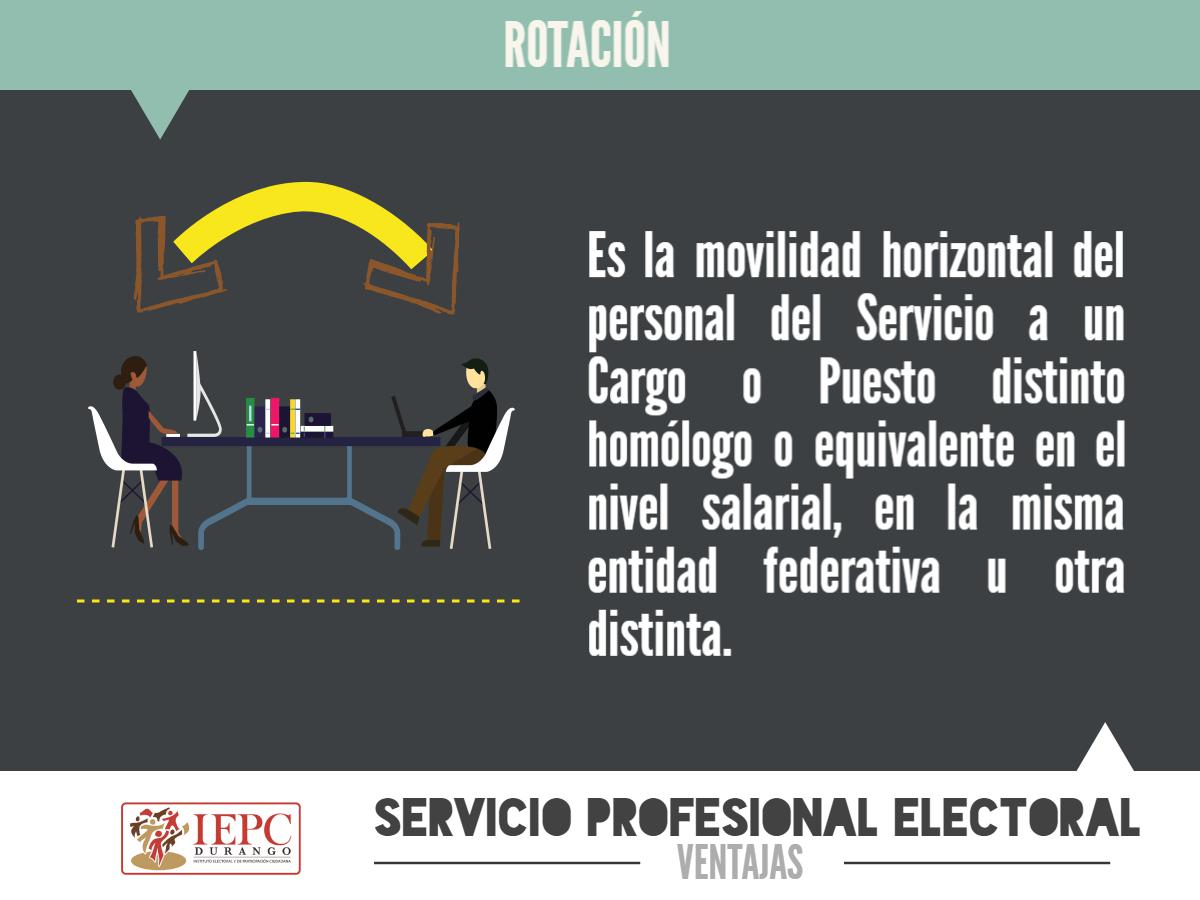 ROTACIÓN
Es la movilidad horizontal del
personal del Servicio a un
Cargo o Puesto distinto
homólogo o equivalente en el
nivel salarial, en la misma
entidad federativa u otra
distinta.
IEPC
DURANGO
INSTITUTO ELECTORAL Y DE PARTICIPACIÓN CIUDADANA
SERVICIO PROFESIONAL ELECTORAL
VENTAJAS